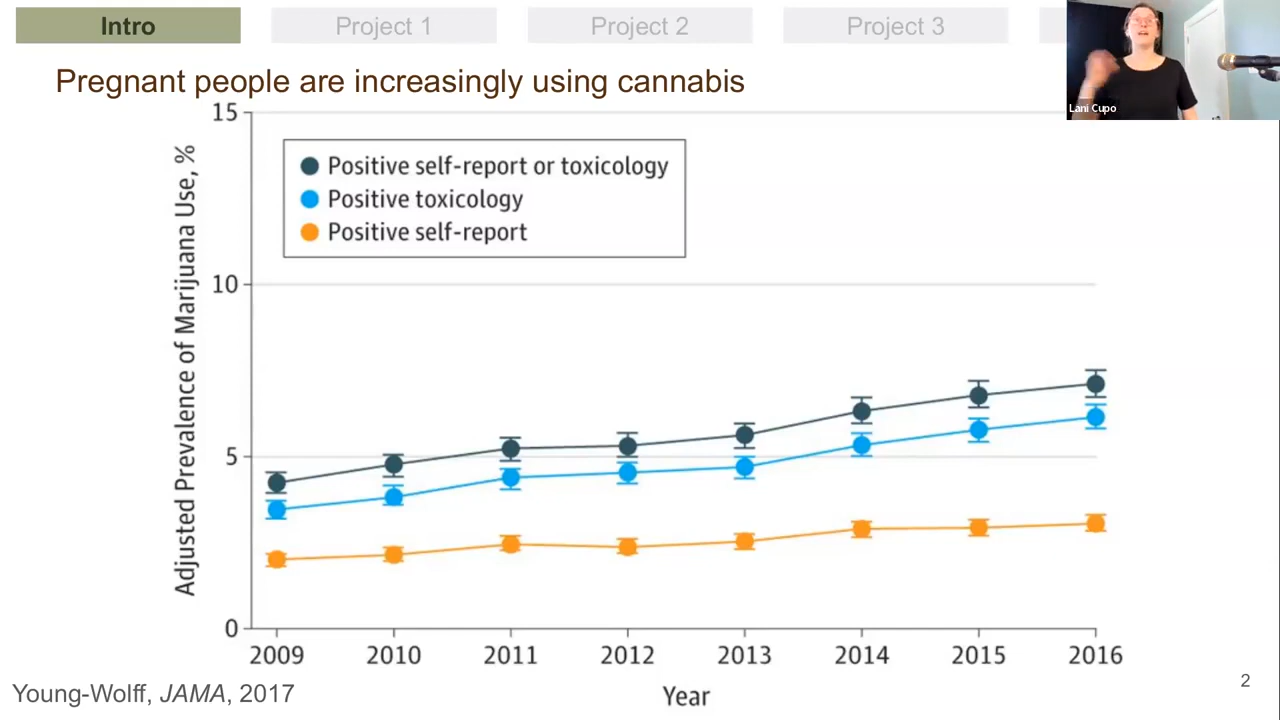 Intro
Project 1
Project 2
Project 3
Lani Cupo
Pregnant people are increasingly using cannabis
Adjusted Prevalence of Marijuana Use, %
15
10
5
0
Positive self-report or toxicology
Positive toxicology
Positive self-report
2009 2010 2011 2012 2013 2014 2015 2016
Year
Young-Wolff, JAMA, 2017
2